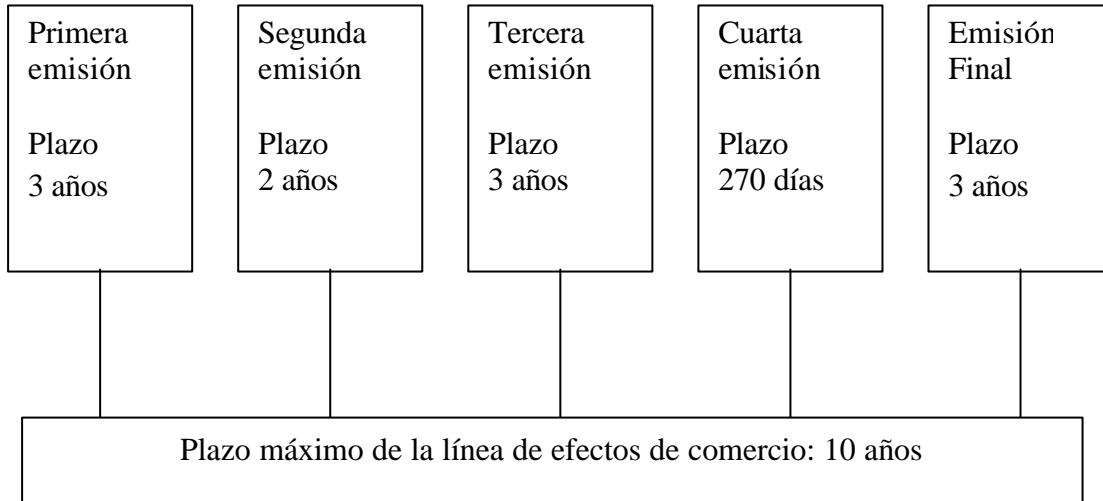 Primera
emisión
Plazo
3 años
Segunda
emisión
Plazo
2 años
Tercera
emisión
Plazo
3 años
Cuarta
emisión
Plazo
270 días
Emisión
Final
Plazo
3 años
Plazo máximo de la línea de efectos de comercio: 10 años